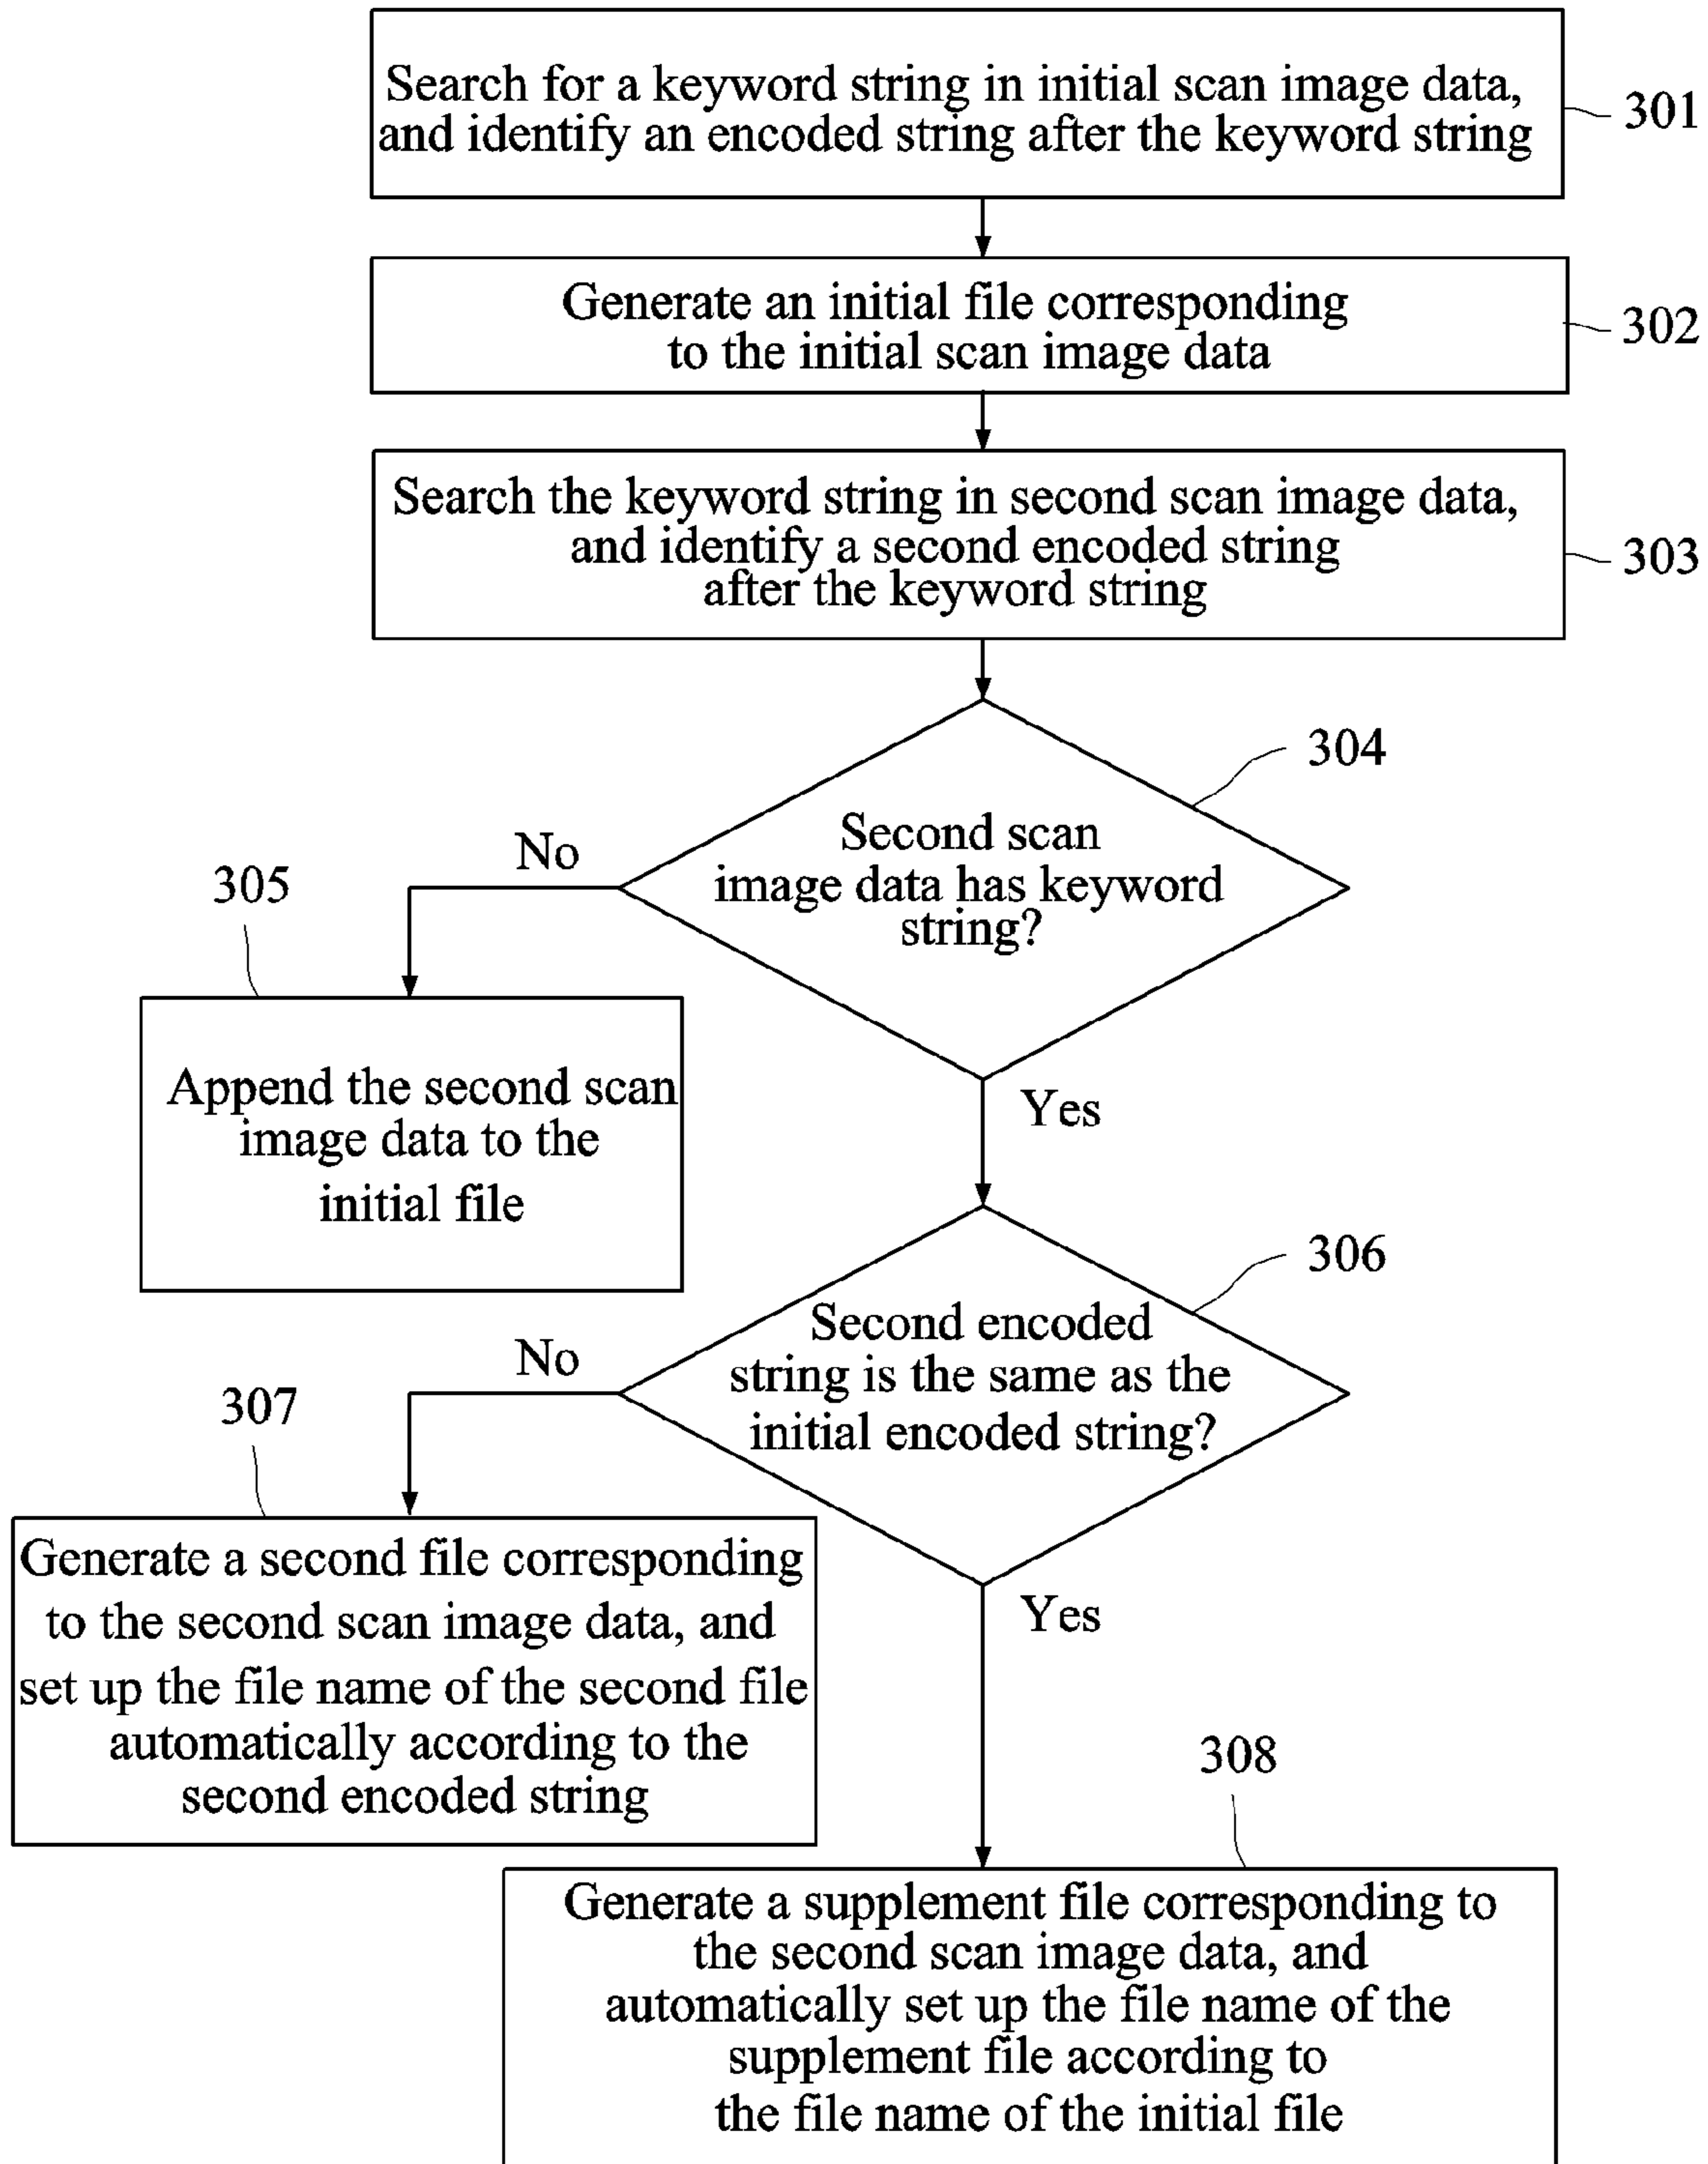 Search for a keyword string in initial scan image data,
and identify an encoded string after the keyword string
301
Generate an initial file corresponding
to the initial scan image data
302
Search the keyword string in second scan image data,
and identify a second encoded string
after the keyword string
303
304
Second scan
image data has keyword
string?
No
305
Append the second scan
image data to the
initial file
Yes
306
Second encoded
string is the same as the
initial encoded string?
No
307
Generate a second file corresponding
to the second scan image data, and
set up the file name of the second file
automatically according to the
second encoded string
Yes
308
Generate a supplement file corresponding to
the second scan image data, and
automatically set up the file name of the
supplement file according to
the file name of the initial file